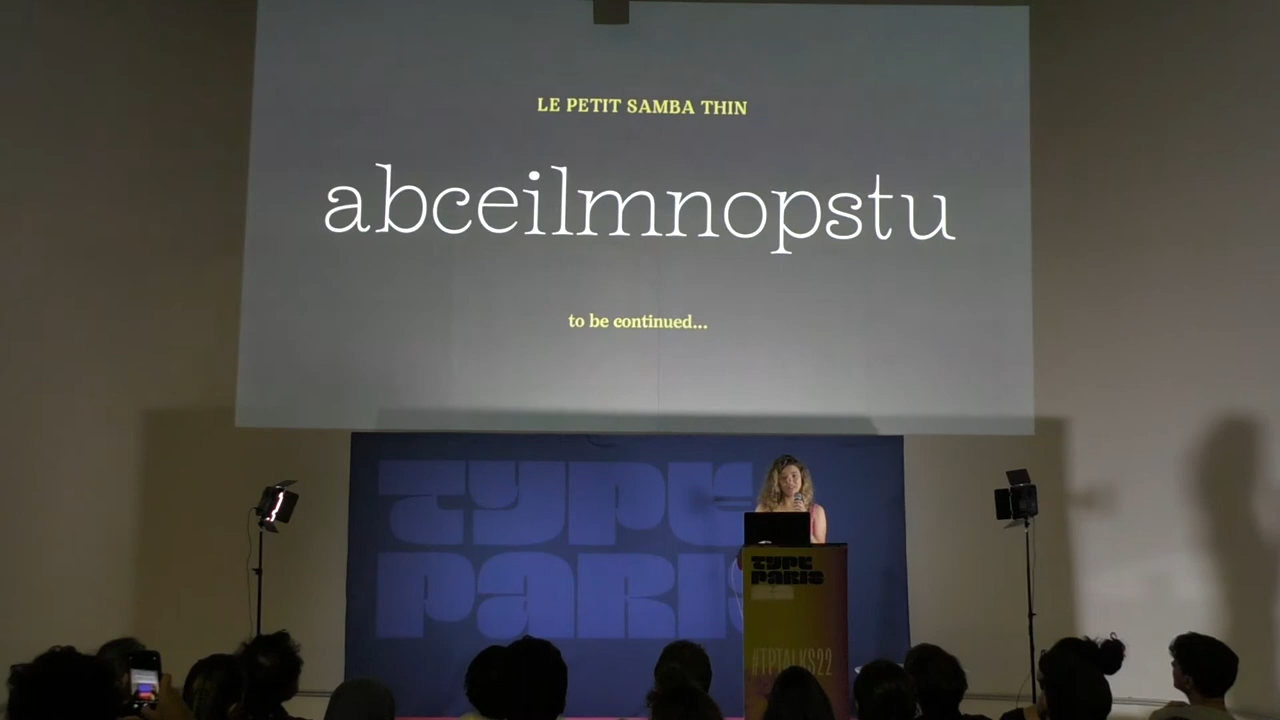 LE PETIT SAMBA THIN
abceilmnopstu
to be continued...
TYPE
PARIS
TYPE
PARIS
#TPTALKS22